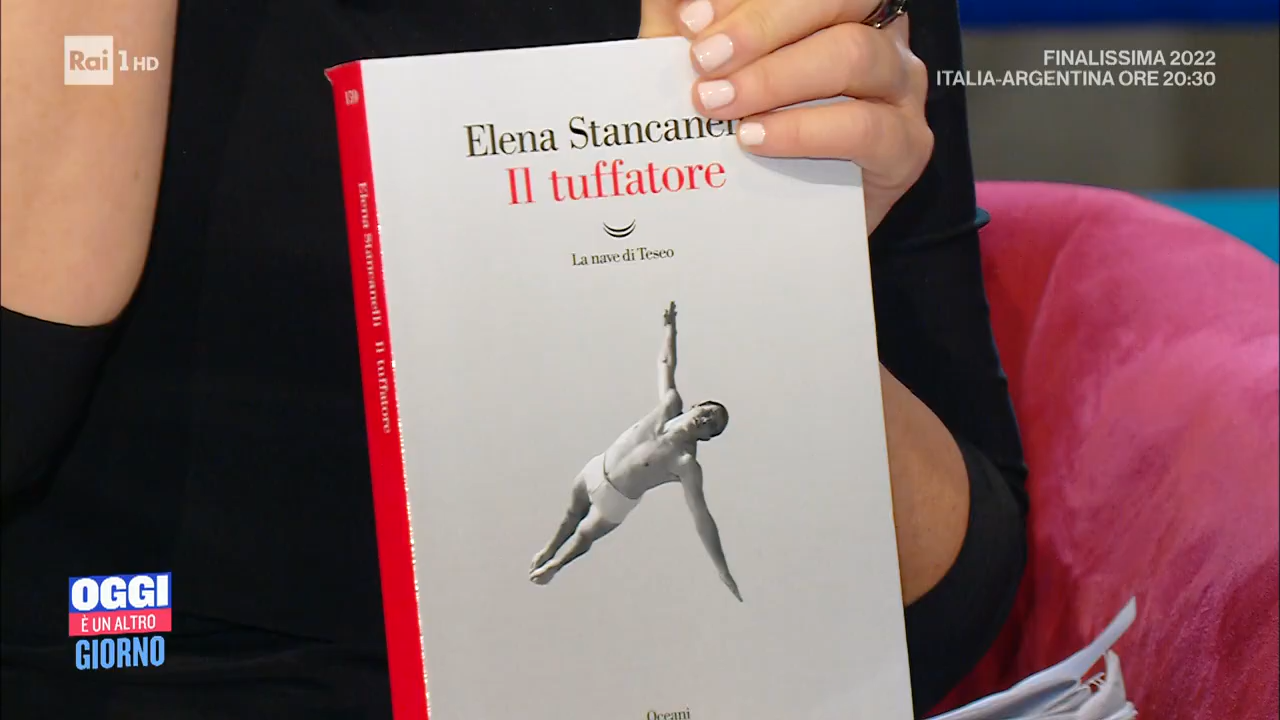 Rai 1 HD
FINALISSIMA 2022
ITALIA-ARGENTINA ORE 20:30
Elena Stancanel
Il tuffatore
La nave di Teseo
Oceani
Elena Stancanelli Il tuffatore
OGGI
È UN ALTRO
GIORNO